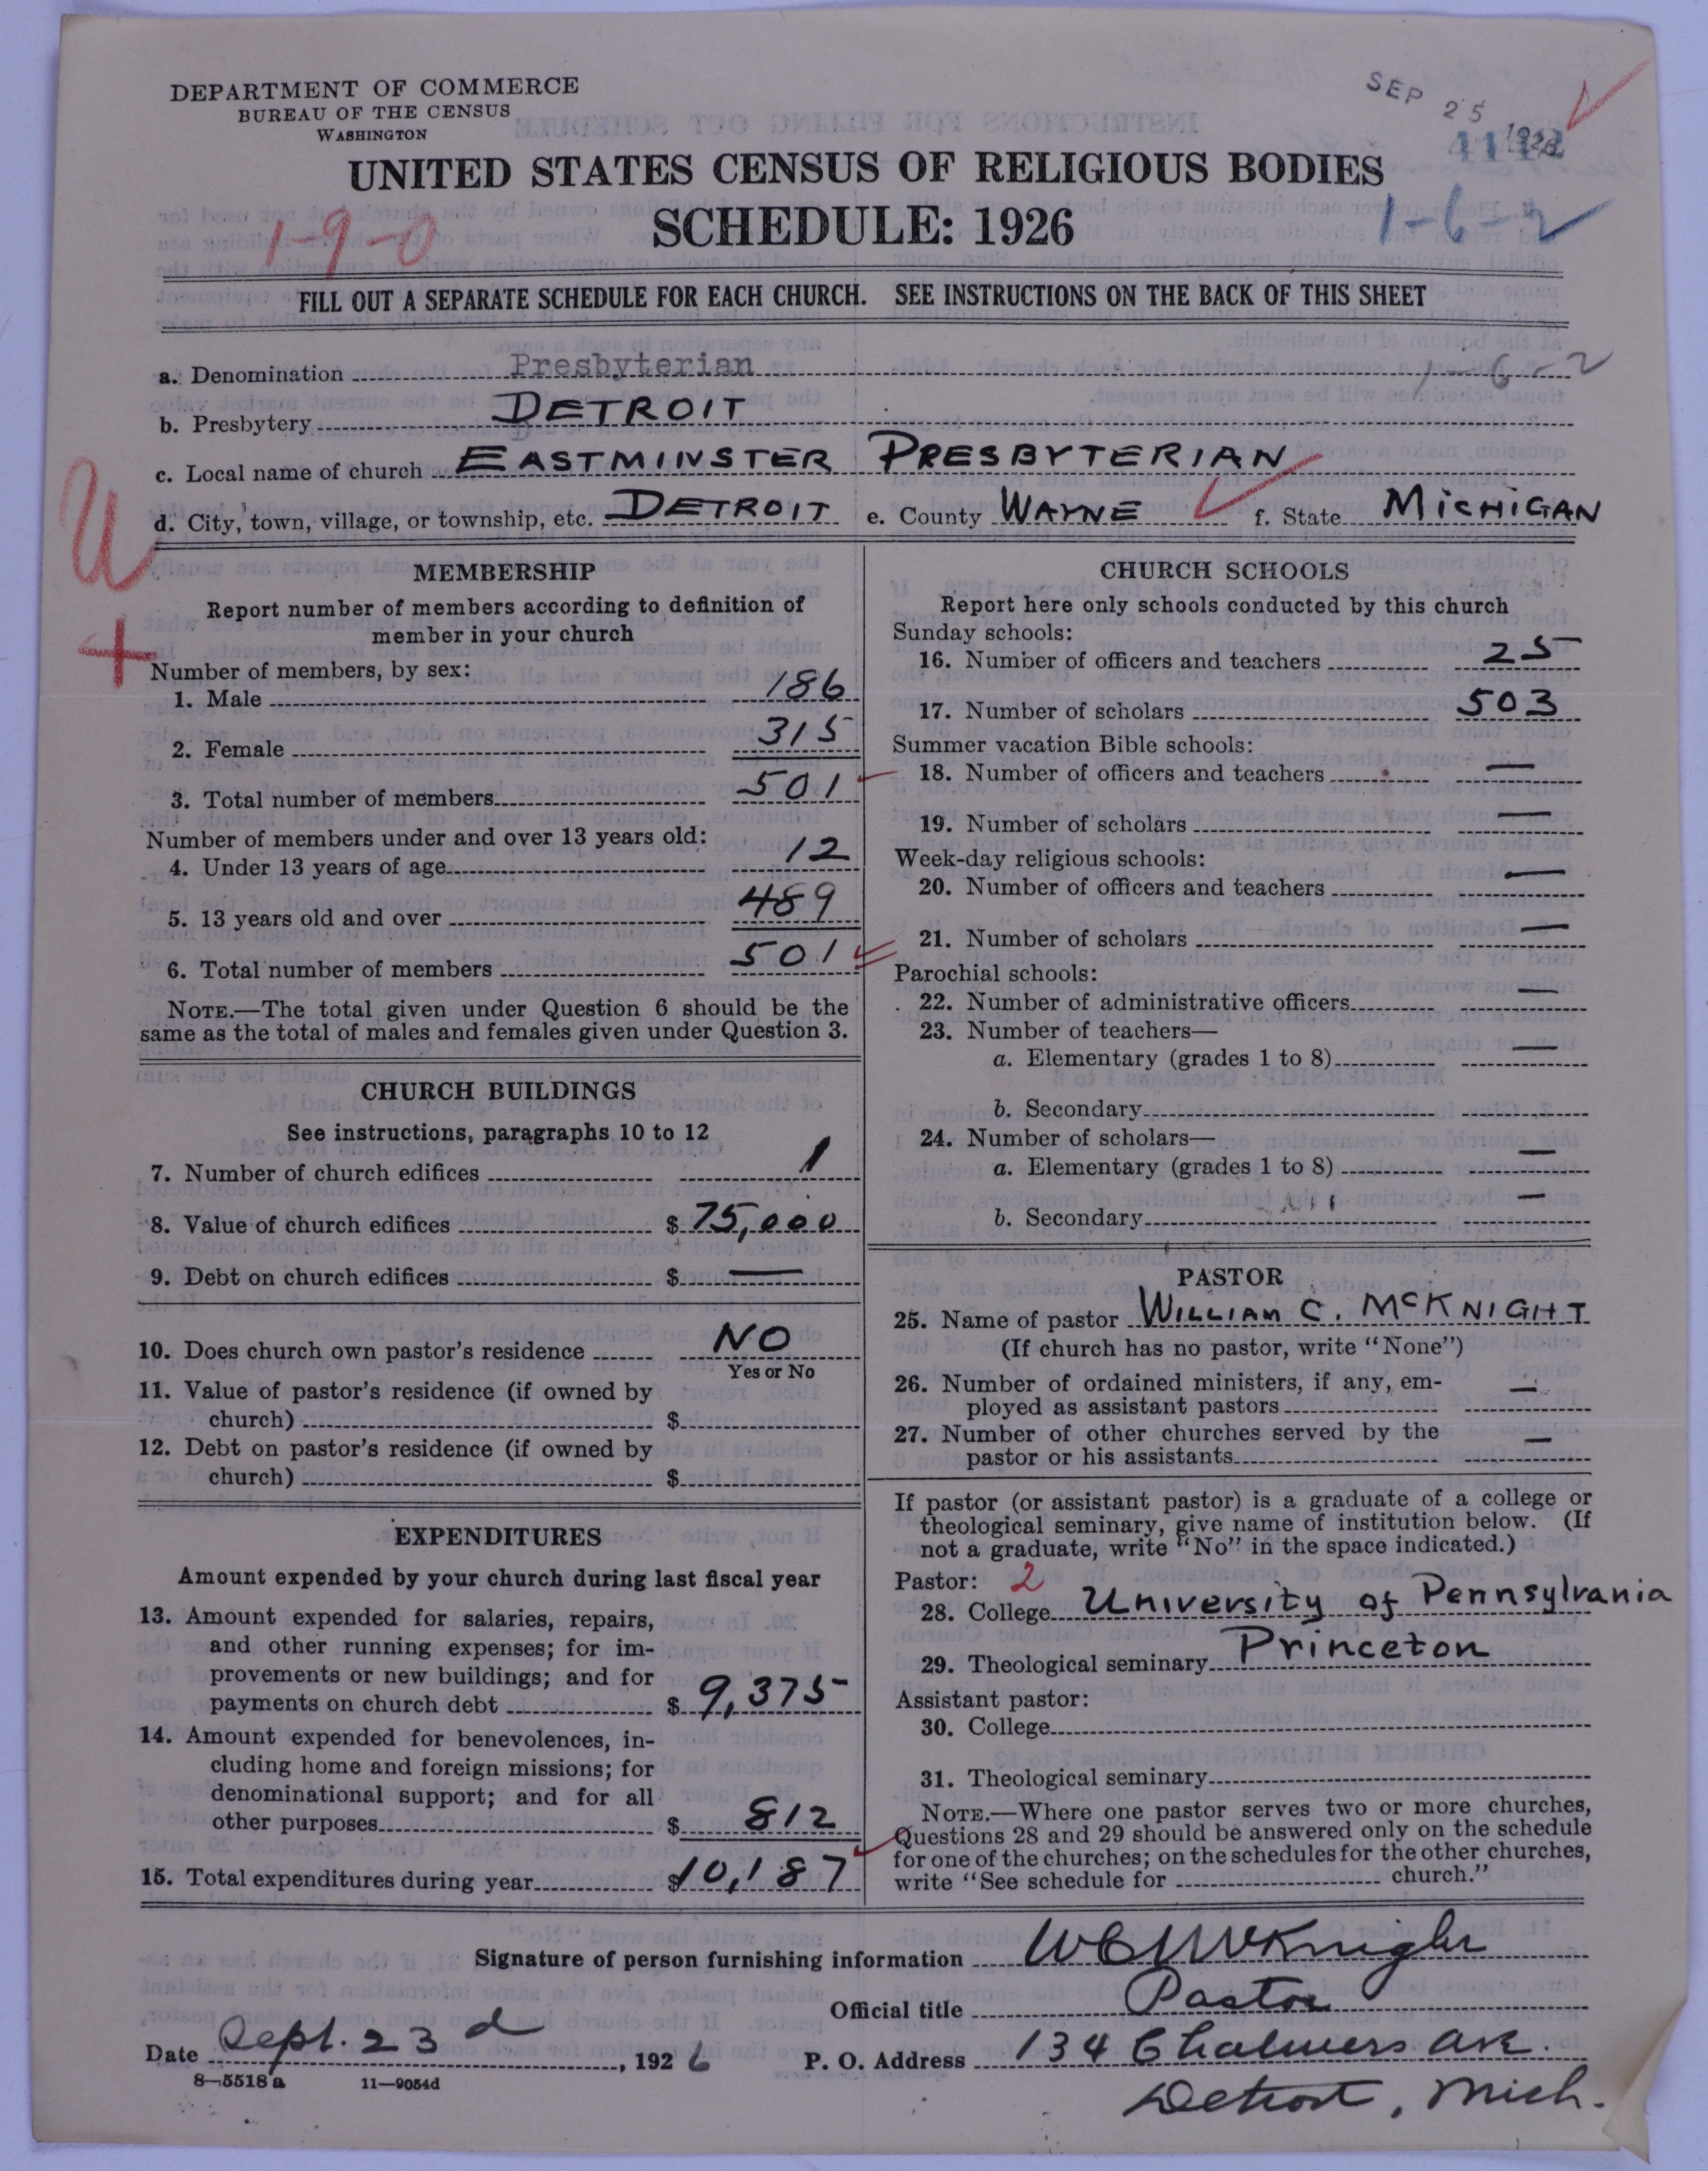 DEPARTMENT OF COMMERCE
BUREAU OF THE CENSUS
WASHINGTON
SEP 25
UNITED STATES CENSUS OF RELIGIOUS BODIES
SCHEDULE: 1926
1-9-0
1-6-2
FILL OUT A SEPARATE SCHEDULE FOR EACH CHURCH. SEE INSTRUCTIONS ON THE BACK OF THIS SHEET
a. Denomination Presbyterian 1-6-2
b. Presbytery DETROIT
c. Local name of church EASTMINSTER PRESBYTERIAN
d. City, town, village, or township, etc. DETROIT e. County WAYNE f. State MICHIGAN
U
+
MEMBERSHIP
Report number of members according to definition of
member in your church
Number of members, by sex:
1. Male 186
2. Female 315
3. Total number of members 501
Number of members under and over 13 years old:
4. Under 13 years of age 12
5. 13 years old and over 489
6. Total number of members 501
NOTE.—The total given under Question 6 should be the
same as the total of males and females given under Question 3.
CHURCH BUILDINGS
See instructions, paragraphs 10 to 12
7. Number of church edifices 1
8. Value of church edifices $ 75,000
9. Debt on church edifices $ —
10. Does church own pastor's residence NO
Yes or No
11. Value of pastor's residence (if owned by
church) $
12. Debt on pastor's residence (if owned by
church) $
EXPENDITURES
Amount expended by your church during last fiscal year
13. Amount expended for salaries, repairs,
and other running expenses; for im-
provements or new buildings; and for
payments on church debt $ 9,375
14. Amount expended for benevolences, in-
cluding home and foreign missions; for
denominational support; and for all
other purposes $ 812
15. Total expenditures during year $ 10,187
CHURCH SCHOOLS
Report here only schools conducted by this church
Sunday schools:
16. Number of officers and teachers 25
17. Number of scholars 503
Summer vacation Bible schools:
18. Number of officers and teachers —
19. Number of scholars —
Week-day religious schools:
20. Number of officers and teachers —
21. Number of scholars —
Parochial schools:
22. Number of administrative officers —
23. Number of teachers—
a. Elementary (grades 1 to 8) —
b. Secondary —
24. Number of scholars—
a. Elementary (grades 1 to 8) —
b. Secondary —
PASTOR
25. Name of pastor WILLIAM C. McKNIGHT
(If church has no pastor, write "None")
26. Number of ordained ministers, if any, em-
ployed as assistant pastors —
27. Number of other churches served by the
pastor or his assistants —
If pastor (or assistant pastor) is a graduate of a college or
theological seminary, give name of institution below. (If
not a graduate, write "No" in the space indicated.)
Pastor: 2
28. College University of Pennsylvania
29. Theological seminary Princeton
Assistant pastor:
30. College
31. Theological seminary
NOTE.—Where one pastor serves two or more churches,
Questions 28 and 29 should be answered only on the schedule
for one of the churches; on the schedules for the other churches,
write "See schedule for church."
Signature of person furnishing information WC McKnight
Official title Pastor
Date Sept. 23d, 1926 P. O. Address 134 Chalmers Ave.
8—5518a 11—9054d Detroit, Mich.